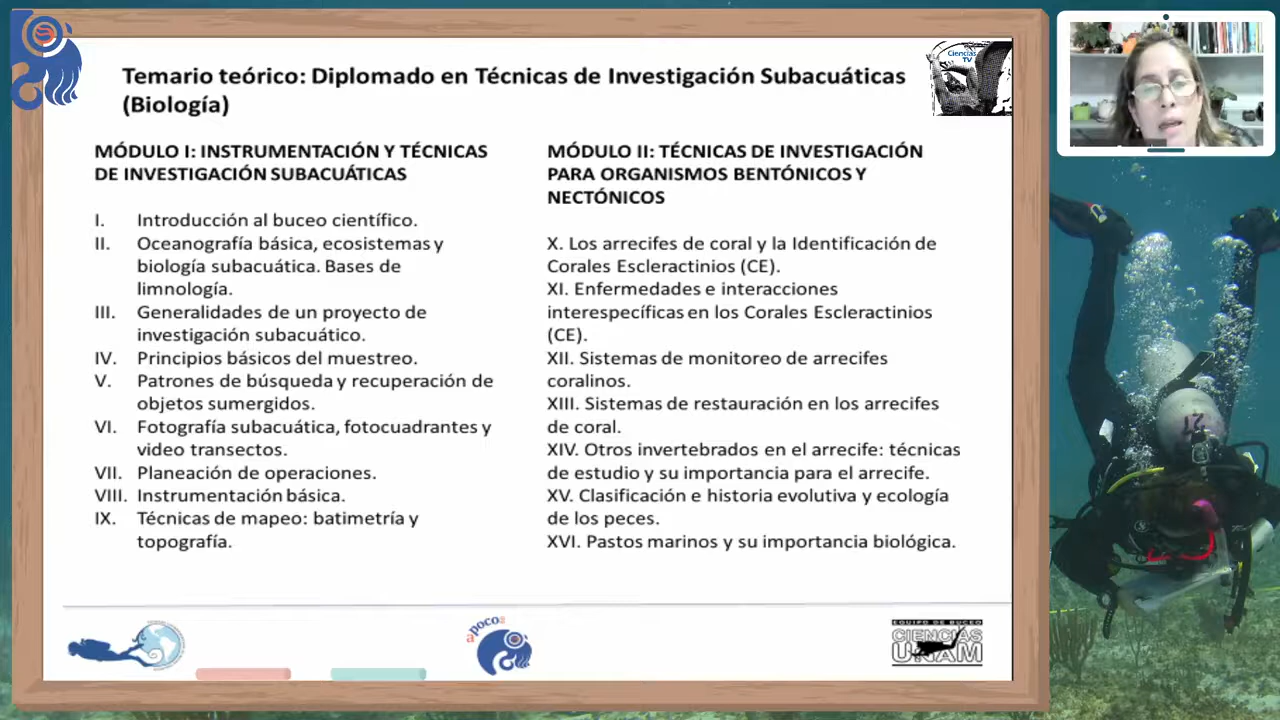 Temario teórico: Diplomado en Técnicas de Investigación Subacuáticas
(Biología)
Ciencias
TV
MÓDULO I: INSTRUMENTACIÓN Y TÉCNICAS
DE INVESTIGACIÓN SUBACUÁTICAS
I. Introducción al buceo científico.
II. Oceanografía básica, ecosistemas y
biología subacuática. Bases de
limnología.
III. Generalidades de un proyecto de
investigación subacuático.
IV. Principios básicos del muestreo.
V. Patrones de búsqueda y recuperación de
objetos sumergidos.
VI. Fotografía subacuática, fotocuadrantes y
video transectos.
VII. Planeación de operaciones.
VIII. Instrumentación básica.
IX. Técnicas de mapeo: batimetría y
topografía.
MÓDULO II: TÉCNICAS DE INVESTIGACIÓN
PARA ORGANISMOS BENTÓNICOS Y
NECTÓNICOS
X. Los arrecifes de coral y la Identificación de
Corales Escleractinios (CE).
XI. Enfermedades e interacciones
interespecíficas en los Corales Escleractinios
(CE).
XII. Sistemas de monitoreo de arrecifes
coralinos.
XIII. Sistemas de restauración en los arrecifes
de coral.
XIV. Otros invertebrados en el arrecife: técnicas
de estudio y su importancia para el arrecife.
XV. Clasificación e historia evolutiva y ecología
de los peces.
XVI. Pastos marinos y su importancia biológica.
EQUIPO DE BUCEO
CIENCIAS
UNAM